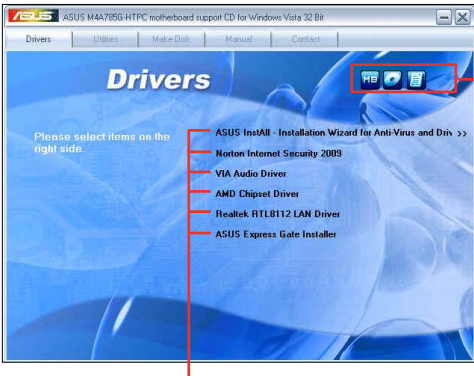 ASUS ASUS M4A785G-HTPC motherboard support CD for Windows Vista 32 Bit
Drivers Utilities Make Disk Manual Contact
Drivers
MB
Please select items on the right side.
ASUS InstAll - Installation Wizard for Anti-Virus and Driv >>
Norton Internet Security 2009
VIA Audio Driver
AMD Chipset Driver
Realtek RTL8112 LAN Driver
ASUS Express Gate Installer